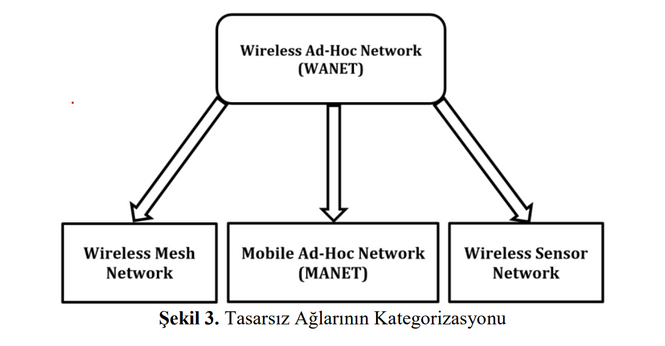 Wireless Ad-Hoc Network
(WANET)
Wireless Mesh
Network
Mobile Ad-Hoc Network
(MANET)
Wireless Sensor
Network
Şekil 3. Tasarsız Ağlarının Kategorizasyonu